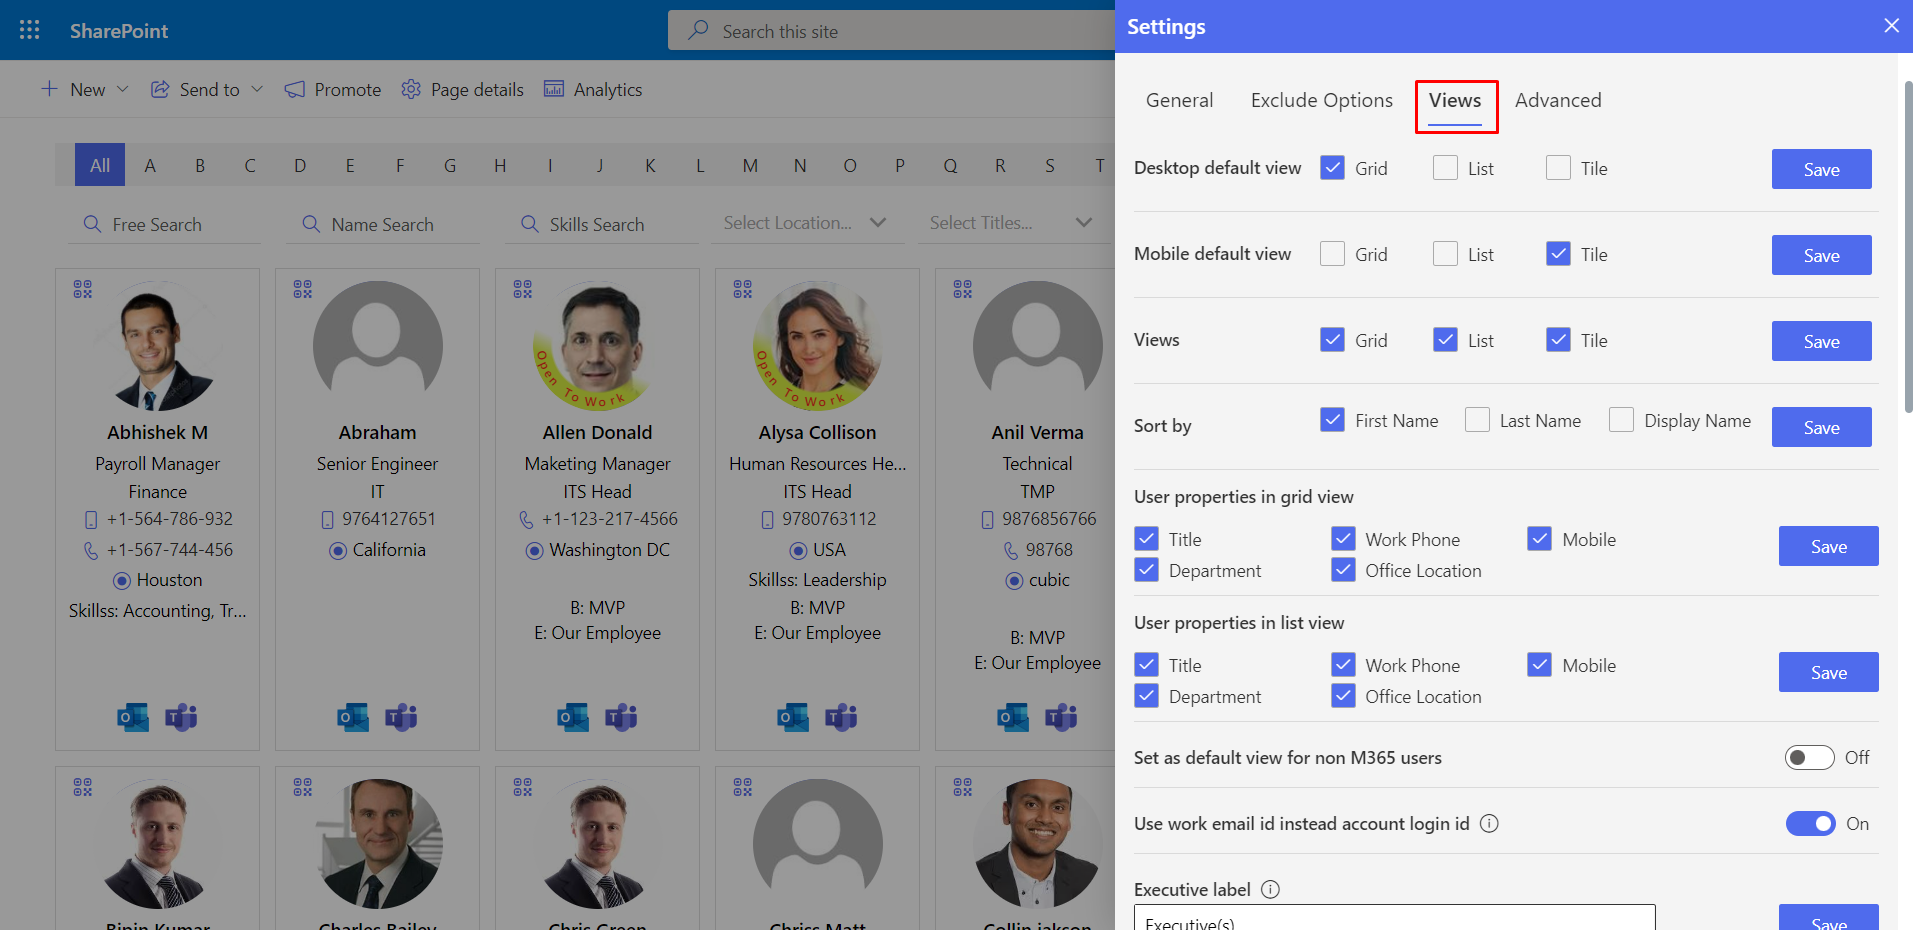 SharePoint
Search this site
New
Send to
Promote
Page details
Analytics
All A B C D E F G H I J K L M N O P Q R S T
Free Search
Name Search
Skills Search
Select Location...
Select Titles...
Abhishek M
Payroll Manager
Finance
+1-564-786-932
+1-567-744-456
Houston
Skillss: Accounting, Tr...
Abraham
Senior Engineer
IT
9764127651
California
Open To Work
Allen Donald
Maketing Manager
ITS Head
+1-123-217-4566
Washington DC
B: MVP
E: Our Employee
Open To Work
Alysa Collison
Human Resources He...
ITS Head
9780763112
USA
Skillss: Leadership
B: MVP
E: Our Employee
Anil Verma
Technical
TMP
9876856766
98768
cubic
B: MVP
E: Our Employee
Bipin Kumar
Charles Bailey
Chris Green
Chriss Matt
Collin jakson
Settings
General
Exclude Options
Views
Advanced
Desktop default view Grid List Tile Save
Mobile default view Grid List Tile Save
Views Grid List Tile Save
Sort by First Name Last Name Display Name Save
User properties in grid view
Title Work Phone Mobile
Department Office Location
Save
User properties in list view
Title Work Phone Mobile
Department Office Location
Save
Set as default view for non M365 users Off
Use work email id instead account login id On
Executive label
Executive(s)
Save